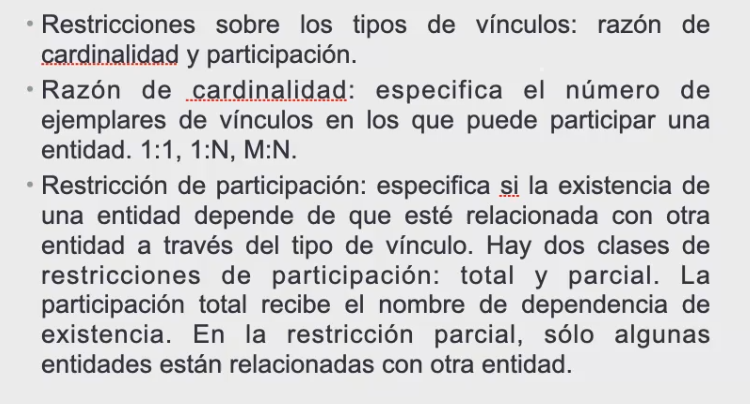 • Restricciones sobre los tipos de vínculos: razón de
cardinalidad y participación.
• Razón de cardinalidad: especifica el número de
ejemplares de vínculos en los que puede participar una
entidad. 1:1, 1:N, M:N.
• Restricción de participación: especifica si la existencia de
una entidad depende de que esté relacionada con otra
entidad a través del tipo de vínculo. Hay dos clases de
restricciones de participación: total y parcial. La
participación total recibe el nombre de dependencia de
existencia. En la restricción parcial, sólo algunas
entidades están relacionadas con otra entidad.